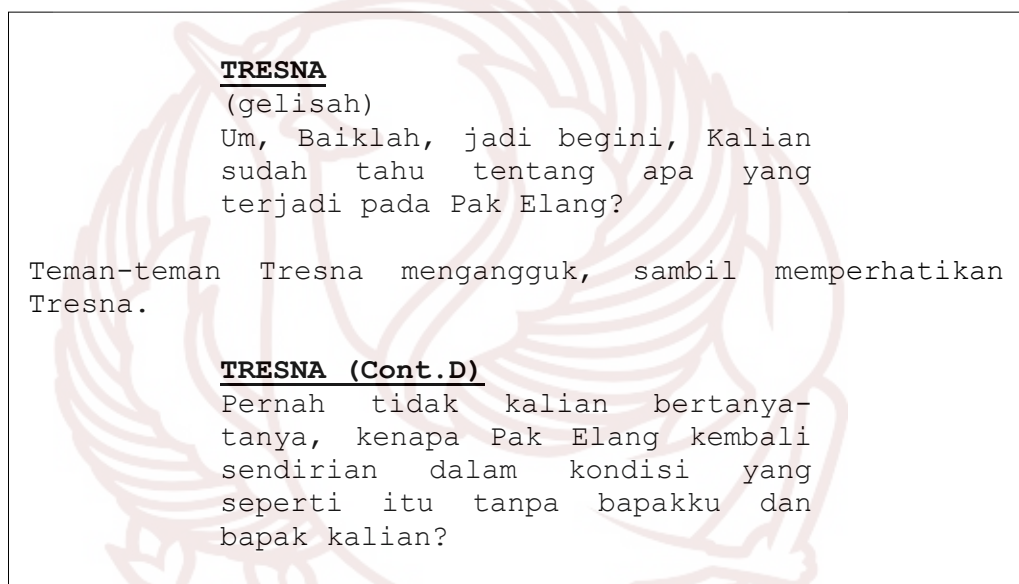 TRESNA
(gelisah)
Um, Baiklah, jadi begini, Kalian
sudah tahu tentang apa yang
terjadi pada Pak Elang?
Teman-teman Tresna mengangguk, sambil memperhatikan
Tresna.
TRESNA (Cont.D)
Pernah tidak kalian bertanya-
tanya, kenapa Pak Elang kembali
sendirian dalam kondisi yang
seperti itu tanpa bapakku dan
bapak kalian?